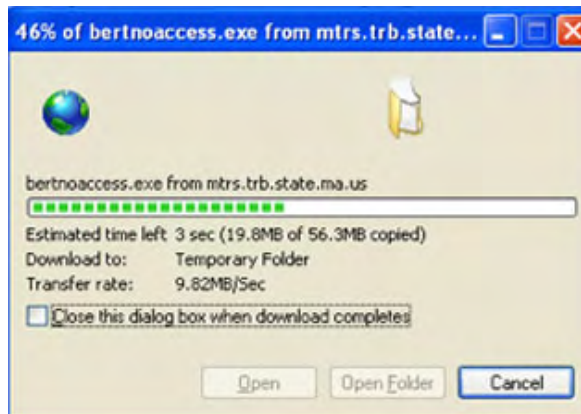 46% of bertnoaccess.exe from mtrs.trb.state...
bertnoaccess.exe from mtrs.trb.state.ma.us
Estimated time left 3 sec (19.8MB of 56.3MB copied)
Download to: Temporary Folder
Transfer rate: 9.82MB/Sec
Close this dialog box when download completes
Open Open Folder Cancel